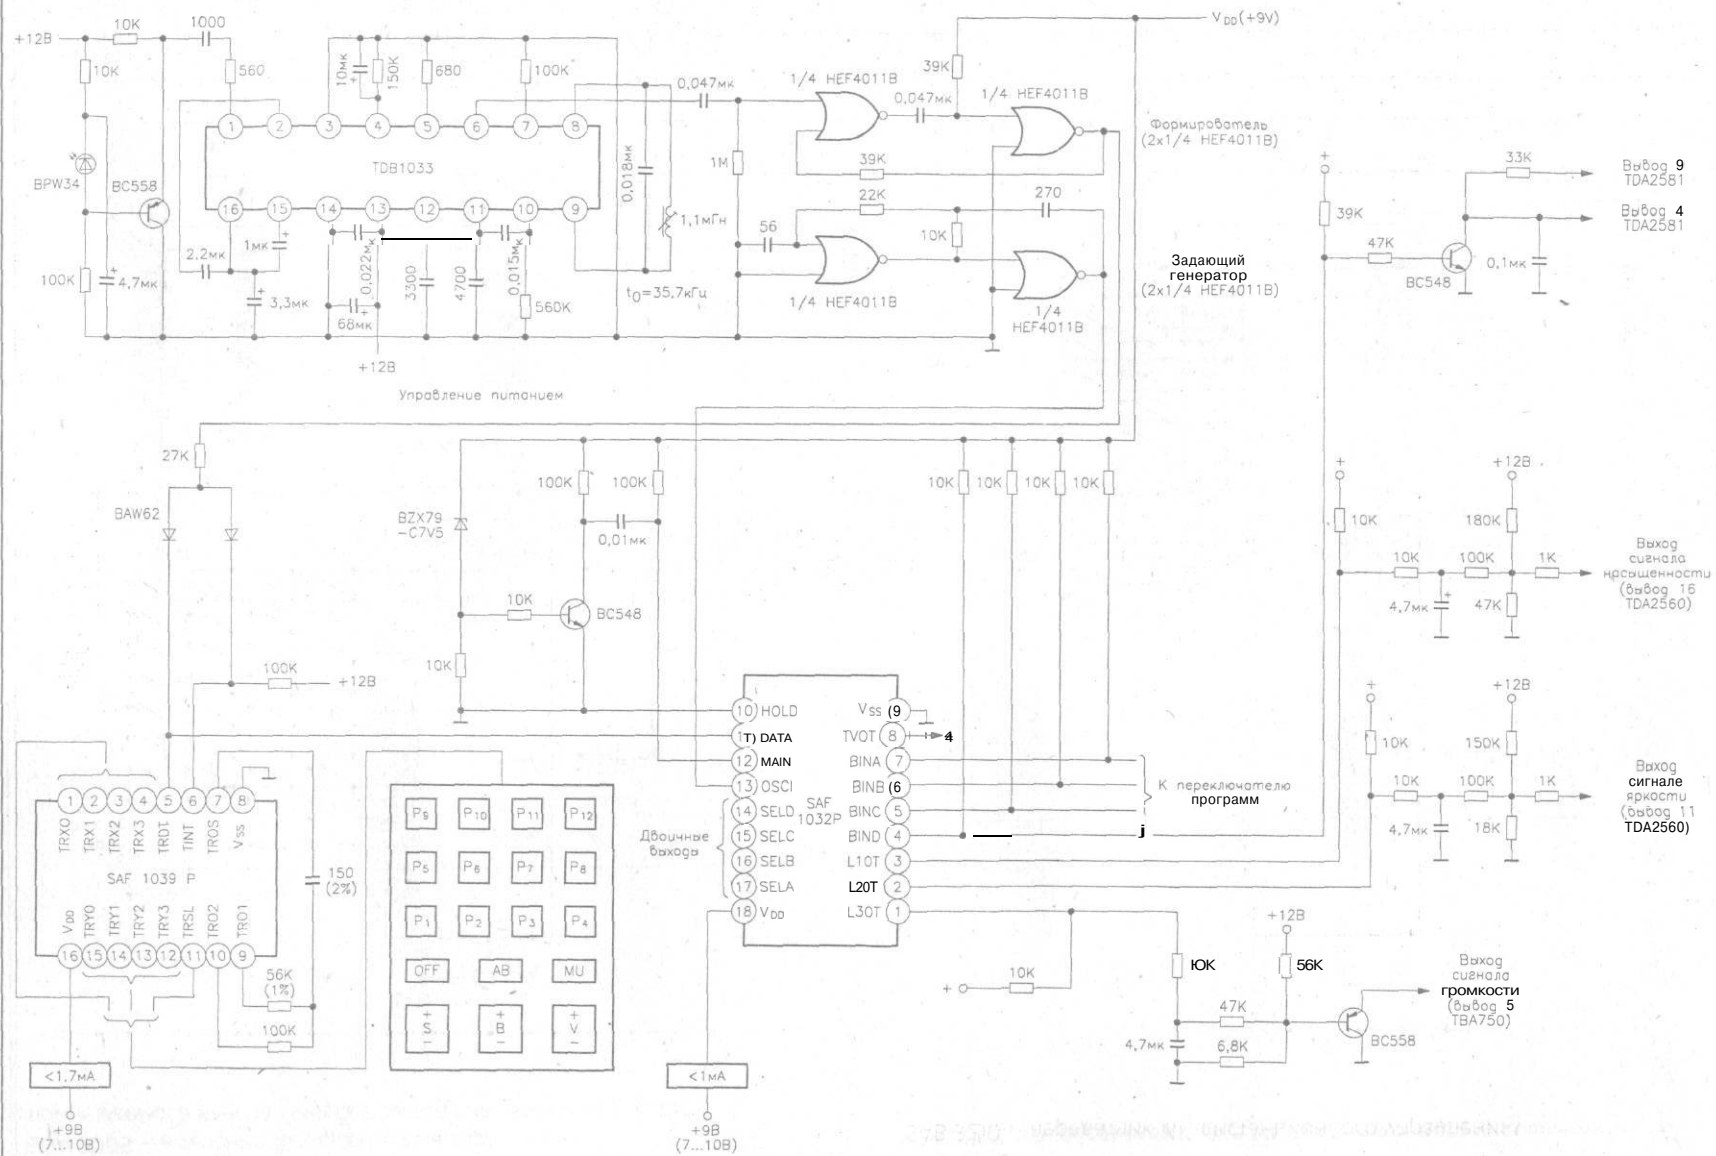 +12В
10К
1000
10К
560
10мк
+
150К
680
100К
1 2 3 4 5 6 7 8
TDB1033
16 15 14 13 12 11 10 9
BPW34
BC558
100К
+
4,7мк
2,2мк
1мк
+
+
3,3мк
0,022мк
+
68мк
+12В
3300
4700
0,015мк
560К
0,018мк
1,1мГн
t0=35,7кГц
0,047мк
1М
1/4 HEF4011B
0,047мк
39К
VDD(+9V)
39К
1/4 HEF4011B
22К
270
56
10К
1/4 HEF4011B
1/4
HEF4011B
Формирователь
(2x1/4 HEF4011B)
Задающий
генератор
(2x1/4 HEF4011B)
+
39К
47К
BC548
33К
0,1мк
Вывод 9
TDA2581
Вывод 4
TDA2581
Управление питанием
27К
BAW62
100К
+12В
BZX79
-C7V5
100К
100К
0,01мк
10К
BC548
10К
10К
10К
10К
10К
+
10К
+12В
180К
10К
100К
1К
4,7мк
+
47К
Выход
сигнала
насыщенности
(вывод 16
TDA2560)
+
10К
+12В
150К
10К
100К
1К
4,7мк
18К
Выход
сигнале
яркости
(вывод 11
TDA2560)
10 HOLD
1T) DATA
12 MAIN
13 OSCI
14 SELD
15 SELC
16 SELB
17 SELA
18 VDD
SAF
1032P
VSS (9
TVOT 8
4
BINA 7
BINB (6
BINC 5
BIND 4
L1OT 3
L2OT 2
L3OT 1
Двоичные
выходы
К переключателю
программ
j
1 2 3 4 5 6 7 8
TRX0 TRX1 TRX2 TRX3 TRDT TINT TROS VSS
SAF 1039 P
VDD TRY0 TRY1 TRY2 TRY3 TRSL TRO2 TRO1
16 15 14 13 12 11 10 9
150
(2%)
56К
(1%)
100К
<1,7мА
+9В
(7...10В)
P9 P10 P11 P12
P5 P6 P7 P8
P1 P2 P3 P4
OFF AB MU
+ + +
S B V
− − −
<1мА
+9В
(7...10В)
+
10К
ЮК
+12В
56К
47К
4,7мк
6,8К
BC558
Выход
сигнала
громкости
(вывод 5
TBA750)